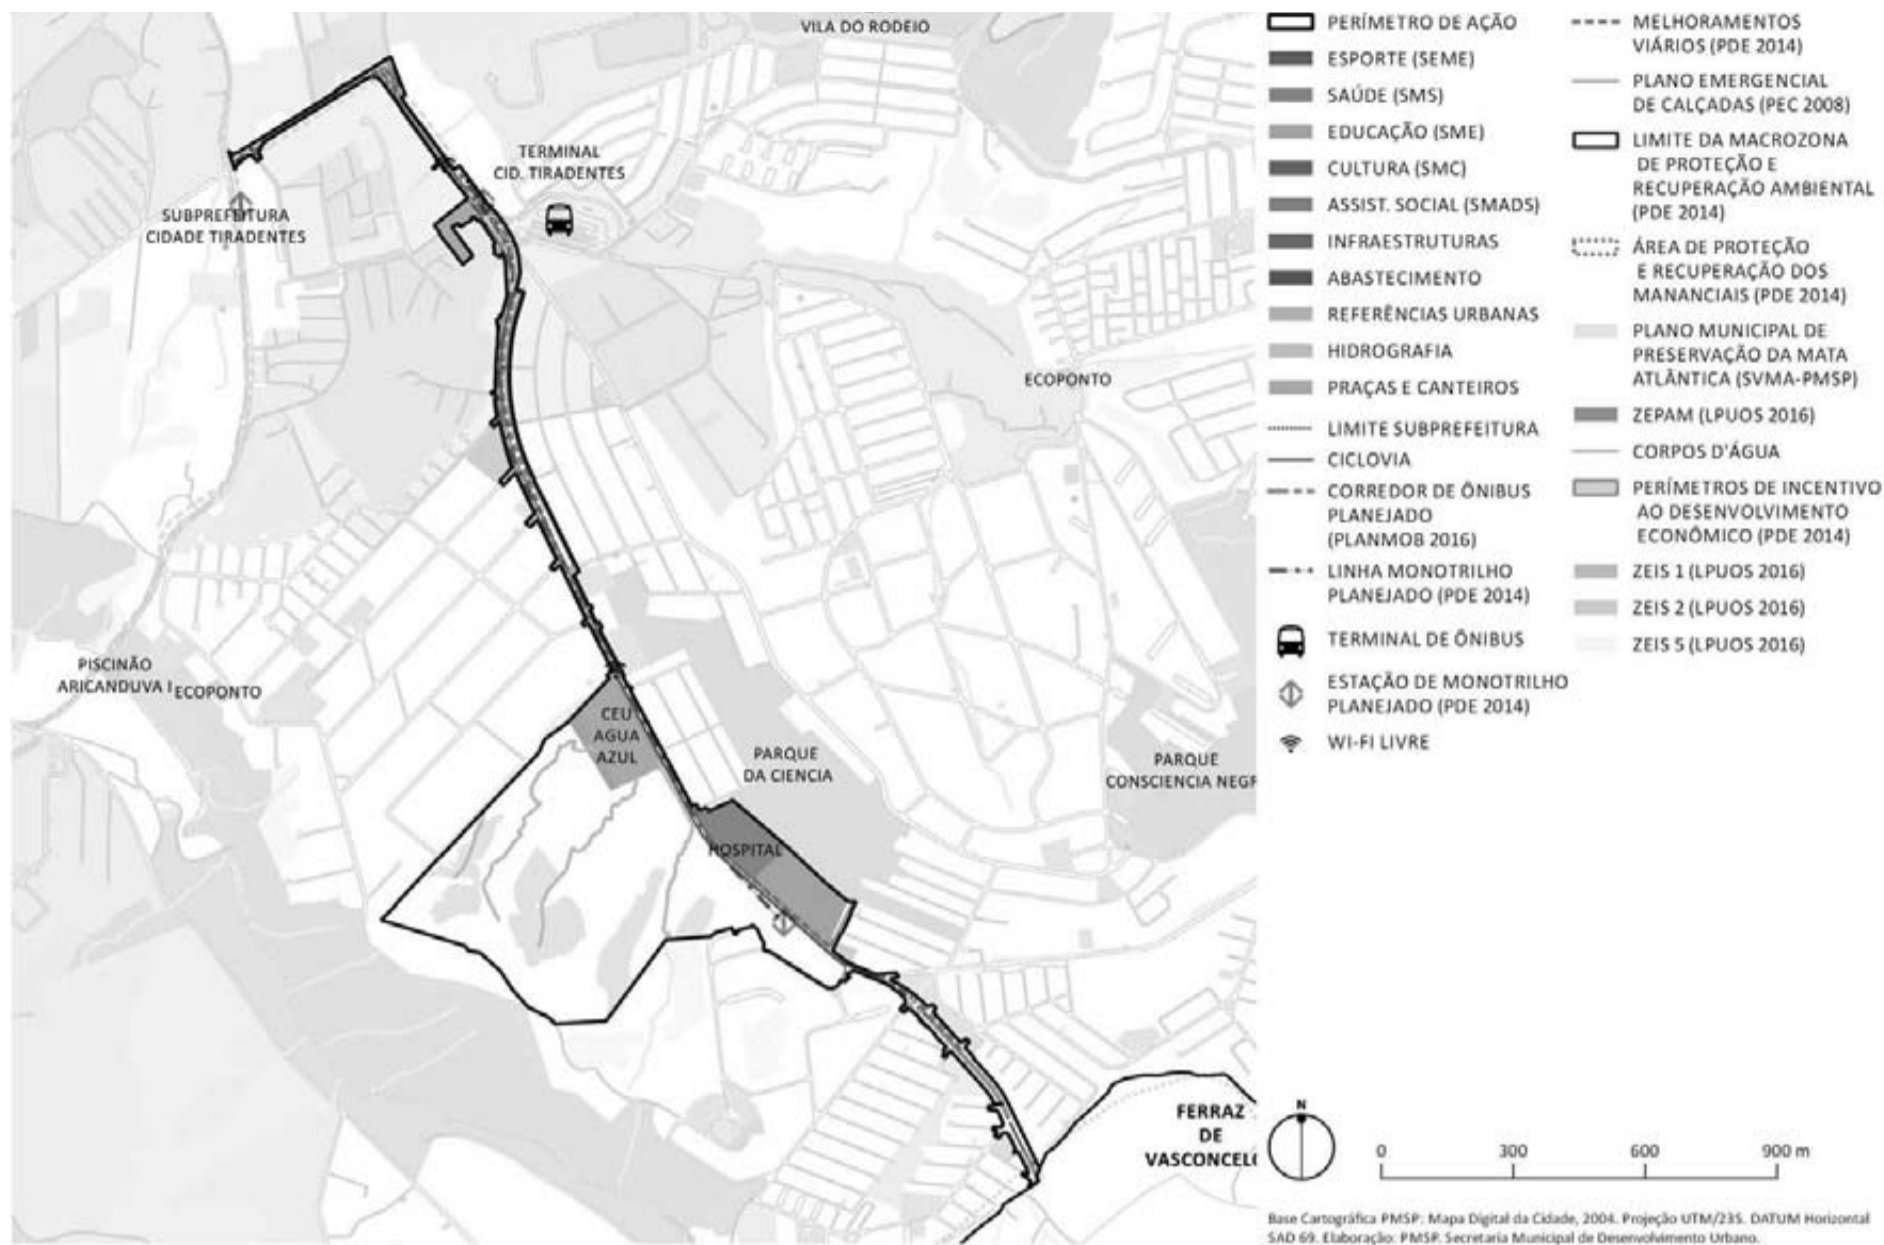 VILA DO RODEIO
TERMINAL
CID. TIRADENTES
SUBPREFEITURA
CIDADE TIRADENTES
ECOPONTO
PISCINÃO
ARICANDUVA I
ECOPONTO
CEU
AGUA
AZUL
PARQUE
DA CIENCIA
PARQUE
CONSCIENCIA NEGR
HOSPITAL
FERRAZ
DE
VASCONCELO
PERÍMETRO DE AÇÃO
ESPORTE (SEME)
SAÚDE (SMS)
EDUCAÇÃO (SME)
CULTURA (SMC)
ASSIST. SOCIAL (SMADS)
INFRAESTRUTURAS
ABASTECIMENTO
REFERÊNCIAS URBANAS
HIDROGRAFIA
PRAÇAS E CANTEIROS
LIMITE SUBPREFEITURA
CICLOVIA
CORREDOR DE ÔNIBUS
PLANEJADO
(PLANMOB 2016)
LINHA MONOTRILHO
PLANEJADO (PDE 2014)
TERMINAL DE ÔNIBUS
ESTAÇÃO DE MONOTRILHO
PLANEJADO (PDE 2014)
WI-FI LIVRE
MELHORAMENTOS
VIÁRIOS (PDE 2014)
PLANO EMERGENCIAL
DE CALÇADAS (PEC 2008)
LIMITE DA MACROZONA
DE PROTEÇÃO E
RECUPERAÇÃO AMBIENTAL
(PDE 2014)
ÁREA DE PROTEÇÃO
E RECUPERAÇÃO DOS
MANANCIAIS (PDE 2014)
PLANO MUNICIPAL DE
PRESERVAÇÃO DA MATA
ATLÂNTICA (SVMA-PMSP)
ZEPAM (LPUOS 2016)
CORPOS D'ÁGUA
PERÍMETROS DE INCENTIVO
AO DESENVOLVIMENTO
ECONÔMICO (PDE 2014)
ZEIS 1 (LPUOS 2016)
ZEIS 2 (LPUOS 2016)
ZEIS 5 (LPUOS 2016)
N
0 300 600 900 m
Base Cartográfica PMSP: Mapa Digital da Cidade, 2004. Projeção UTM/23S. DATUM Horizontal
SAD 69. Elaboração: PMSP. Secretaria Municipal de Desenvolvimento Urbano.